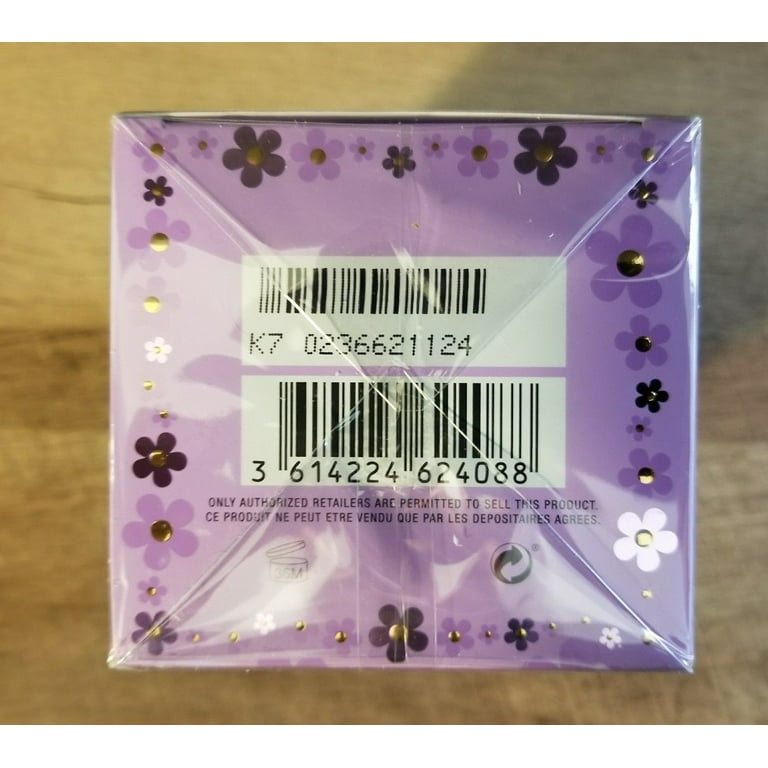 K7 0236621124
3 614224 624088
ONLY AUTHORIZED RETAILERS ARE PERMITTED TO SELL THIS PRODUCT.
CE PRODUIT NE PEUT ETRE VENDU QUE PAR LES DEPOSITAIRES AGREES.
36M